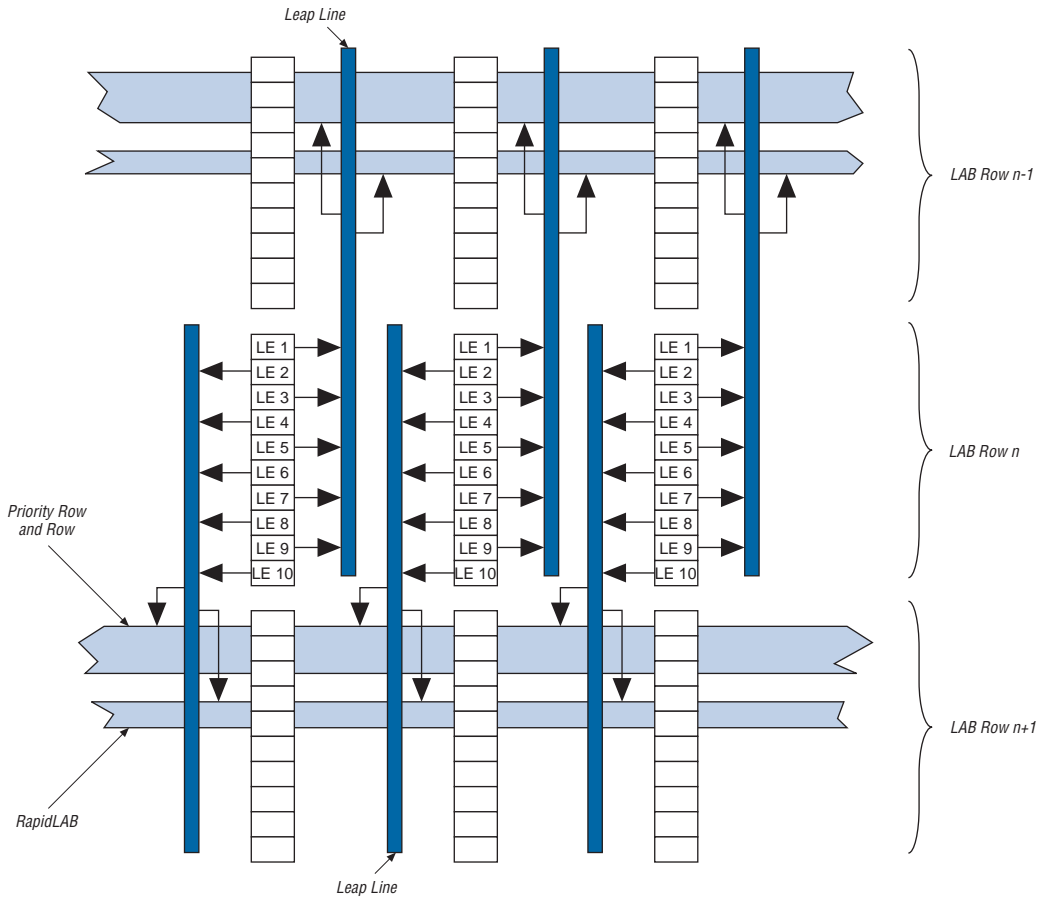 Leap Line
LAB Row n-1
LE 1
LE 2
LE 3
LE 4
LE 5
LE 6
LE 7
LE 8
LE 9
LE 10
LE 1
LE 2
LE 3
LE 4
LE 5
LE 6
LE 7
LE 8
LE 9
LE 10
LE 1
LE 2
LE 3
LE 4
LE 5
LE 6
LE 7
LE 8
LE 9
LE 10
LAB Row n
Priority Row
and Row
LAB Row n+1
RapidLAB
Leap Line